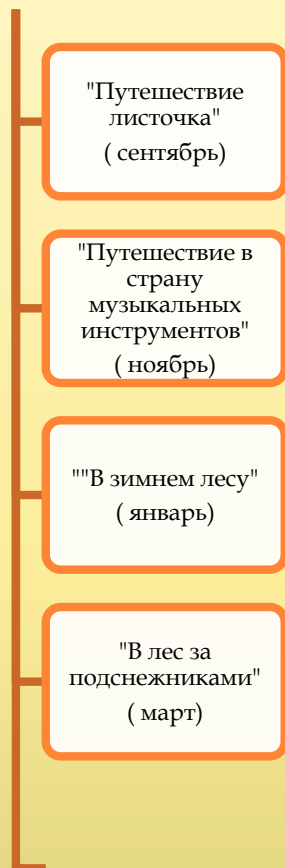 "Путешествие
листочка"
( сентябрь)
"Путешествие в
страну
музыкальных
инструментов"
( ноябрь)
""В зимнем лесу"
( январь)
"В лес за
подснежниками"
( март)